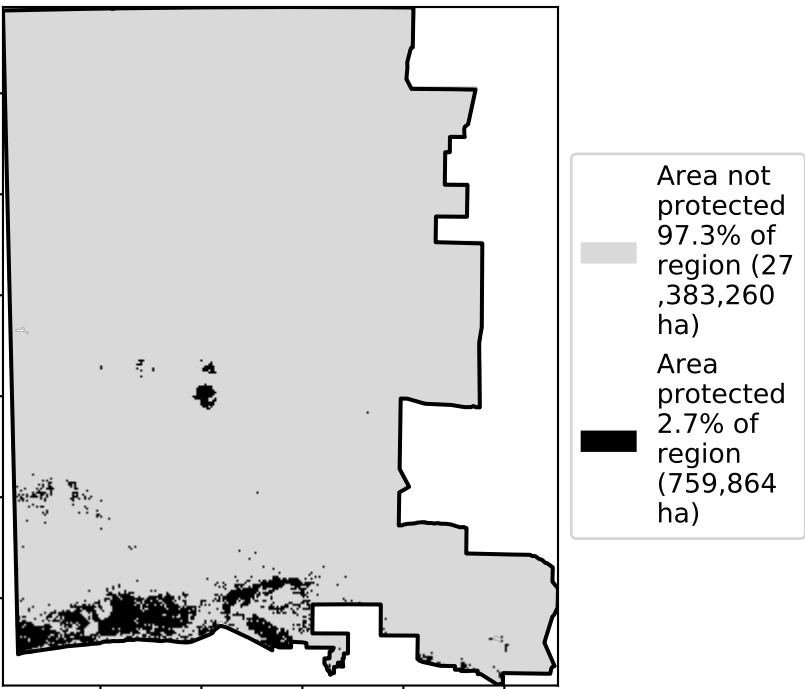 Area not
protected
97.3% of
region (27
,383,260
ha)
Area
protected
2.7% of
region
(759,864
ha)